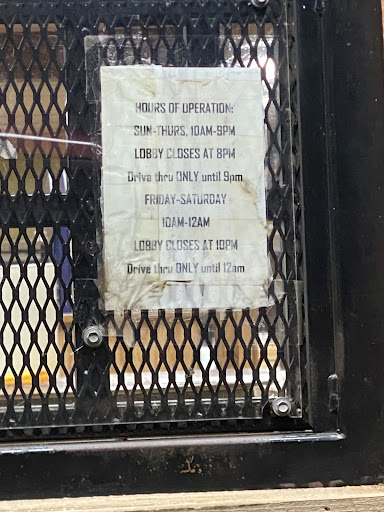 HOURS OF OPERATION:
SUN-THURS, 10AM-9PM
LOBBY CLOSES AT 8PM
Drive thru ONLY until 9pm
FRIDAY-SATURDAY
10AM-12AM
LOBBY CLOSES AT 10PM
Drive thru ONLY until 12am